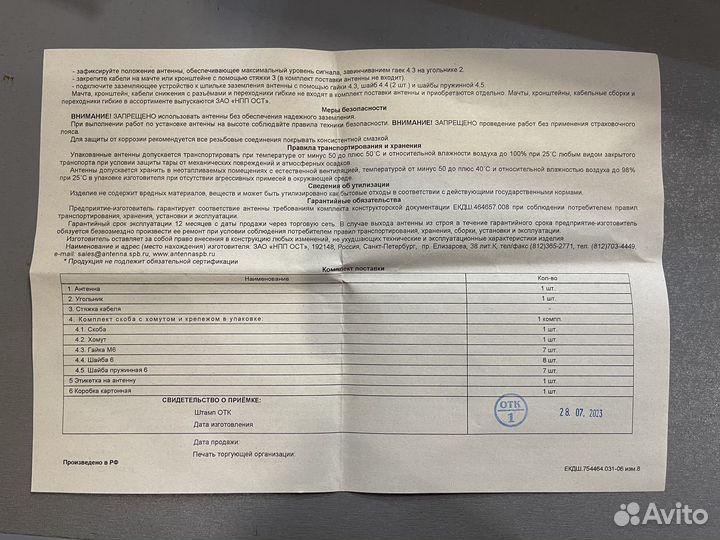 - зафиксируйте положение антенны, обеспечивающее максимальный уровень сигнала, завинчиванием гаек 4.3 на угольнике 2.
- закрепите кабели на мачте или кронштейне с помощью стяжки 3 (в комплект поставки антенны не входит).
- подключите заземляющее устройство к шпильке заземления антенны с помощью гайки 4.3, шайб 4.4 (2 шт.) и шайбы пружинной 4.5.
Мачта, кронштейн, кабели снижения с разъёмами и переходники гибкие не входят в комплект поставки антенны и приобретаются отдельно. Мачты, кронштейны, кабельные сборки и
переходники гибкие в ассортименте выпускаются ЗАО «НПП ОСТ».
Меры безопасности
ВНИМАНИЕ! ЗАПРЕЩЕНО использовать антенны без обеспечения надежного заземления.
При выполнении работ по установке антенны на высоте соблюдайте правила техники безопасности. ВНИМАНИЕ! ЗАПРЕЩЕНО проведение работ без применения страховочного
пояса.
Для защиты от коррозии рекомендуется все резьбовые соединения покрывать консистентной смазкой.
Правила транспортирования и хранения
Упакованные антенны допускается транспортировать при температуре от минус 50 до плюс 50˚С и относительной влажности воздуха до 100% при 25˚С любым видом закрытого
транспорта при условии защиты тары от механических повреждений и атмосферных осадков.
Антенны допускается хранить в неотапливаемых помещениях с естественной вентиляцией, температурой от минус 50 до плюс 40˚С и относительной влажности воздуха до 98%
при 25˚С в упаковке изготовителя при отсутствии агрессивных примесей в окружающей среде.
Сведения об утилизации
Изделие не содержит вредных материалов, веществ и может быть утилизировано как бытовые отходы в соответствии с действующими государственными нормами.
Гарантийные обязательства
Предприятие-изготовитель гарантирует соответствие антенны требованиям комплекта конструкторской документации ЕКДШ.464657.008 при соблюдении потребителем правил
транспортирования, хранения, установки и эксплуатации.
Гарантийный срок эксплуатации 12 месяцев с даты продажи через торговую сеть. В случае выхода антенны из строя в течение гарантийного срока предприятие-изготовитель
обязуется безвозмездно произвести ее ремонт при условии соблюдения потребителем правил транспортирования, хранения, сборки, установки и эксплуатации.
Изготовитель оставляет за собой право внесения в конструкцию любых изменений, не ухудшающих технические и эксплуатационные характеристики изделия.
Наименование и адрес (место нахождения) изготовителя: ЗАО «НПП ОСТ», 192148, Россия, Санкт-Петербург, пр. Елизарова, 38 лит.К, тел/факс (812)365-2771, тел. (812)703-4449,
e-mail: sales@antenna.spb.ru, www.antennaspb.ru
* Продукция не подлежит обязательной сертификации
Комплект поставки
Наименование Кол-во
1. Антенна 1 шт.
2. Угольник 1 шт.
3. Стяжка кабеля -
4. Комплект скоба с хомутом и крепежом в упаковке: 1 компл.
4.1. Скоба 1 шт.
4.2. Хомут 1 шт.
4.3. Гайка М6 7 шт.
4.4. Шайба 6 8 шт.
4.5 Шайба пружинная 6 7 шт.
5 Этикетка на антенну 1 шт.
6 Коробка картонная 1 шт.
СВИДЕТЕЛЬСТВО О ПРИЁМКЕ:
Штамп ОТК
Дата изготовления
ОТК
1
28. 07. 2023
Дата продажи:
Печать торгующей организации:
Произведено в РФ
ЕКДШ.754464.031-06 изм.8
Avito